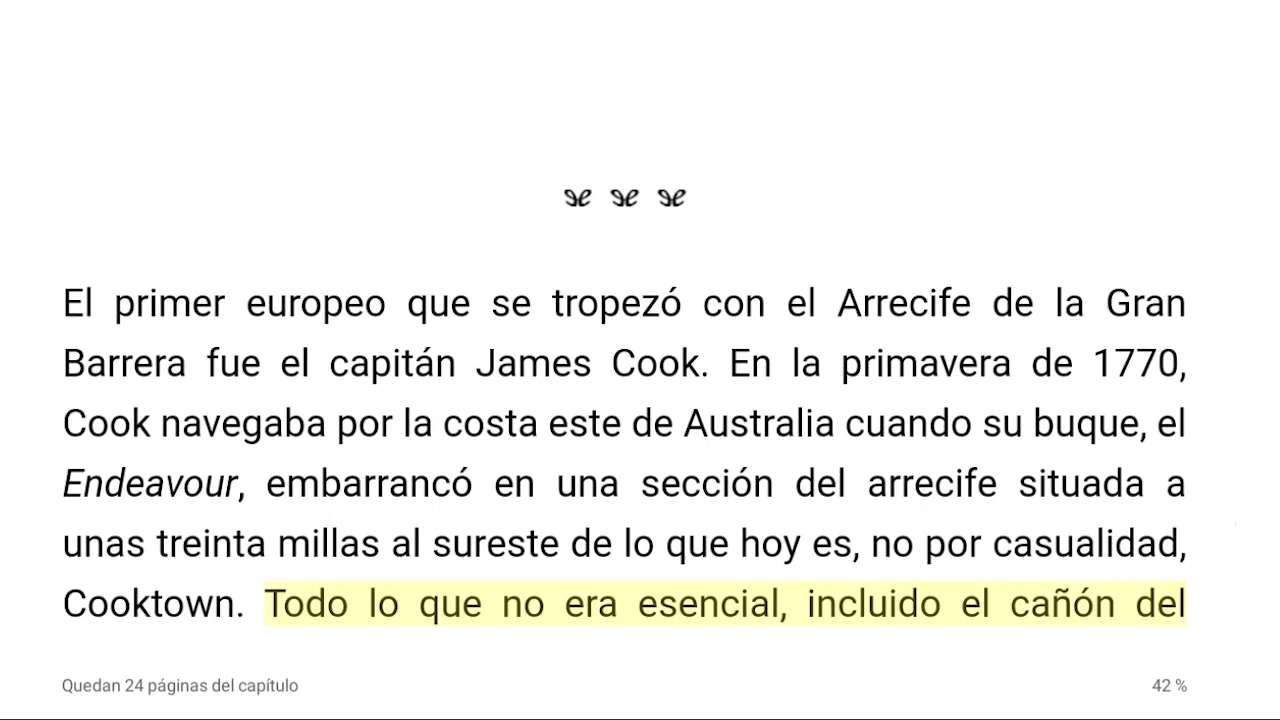 El primer europeo que se tropezó con el Arrecife de la Gran
Barrera fue el capitán James Cook. En la primavera de 1770,
Cook navegaba por la costa este de Australia cuando su buque, el
Endeavour, embarrancó en una sección del arrecife situada a
unas treinta millas al sureste de lo que hoy es, no por casualidad,
Cooktown. Todo lo que no era esencial, incluido el cañón del
Quedan 24 páginas del capítulo
42 %